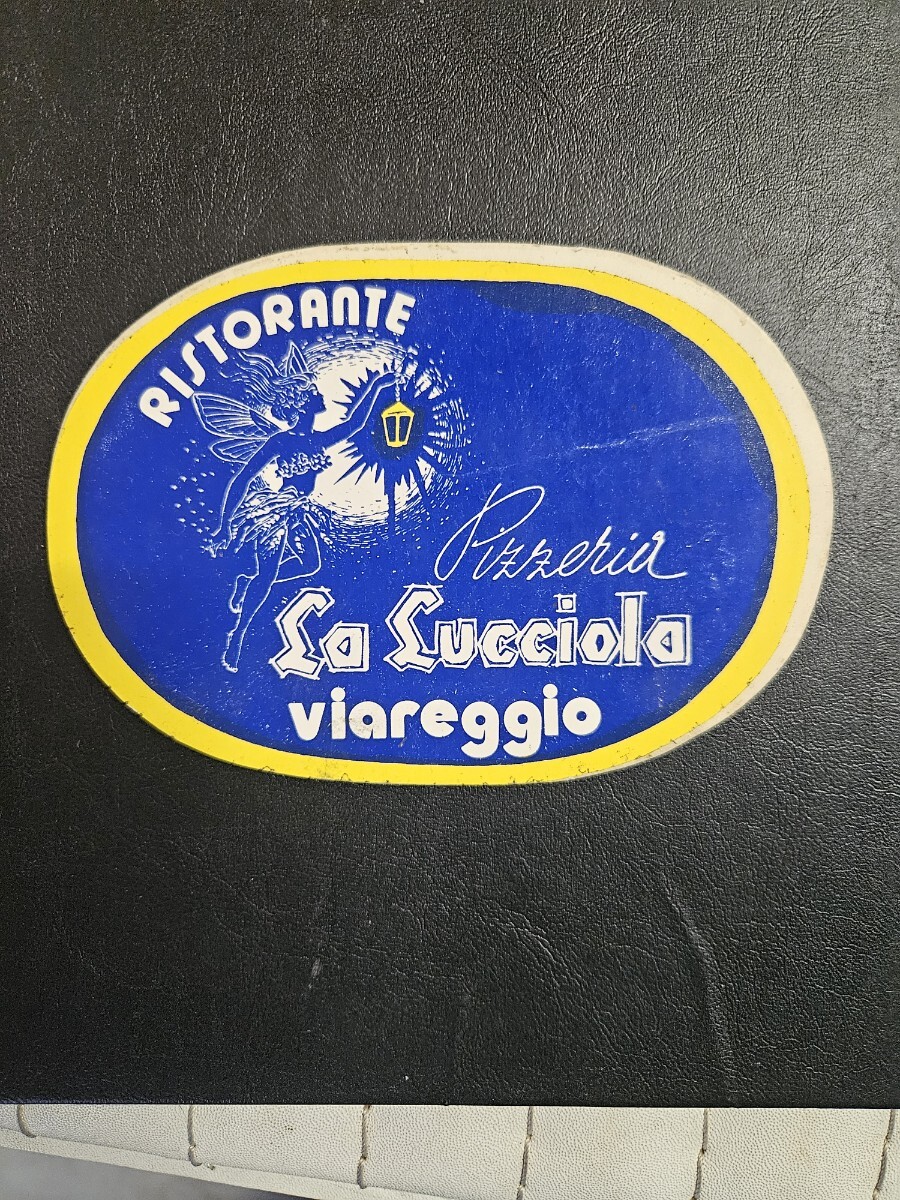 RISTORANTE
Pizzeria
La Lucciola
viareggio